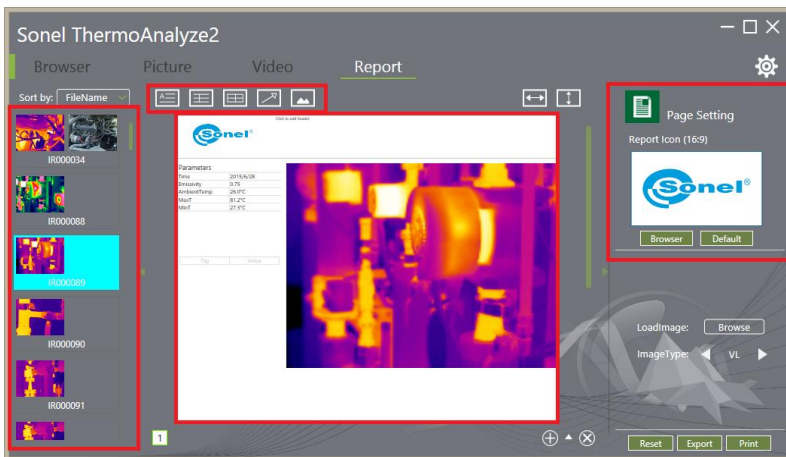 Sonel ThermoAnalyze2
Browser Picture Video Report
Sort by: FileName
IR000034
IR000088
IR000089
IR000090
IR000091
Click to add header
Sonel®
Parameters
Time 2015/6/28
Emissivity 0.75
AmbientTemp 26.0°C
MaxT 91.2°C
MinT 27.5°C
Tag Value
1
Page Setting
Report Icon (16:9)
Sonel®
Browser Default
LoadImage: Browse
ImageType: VL
Reset Export Print